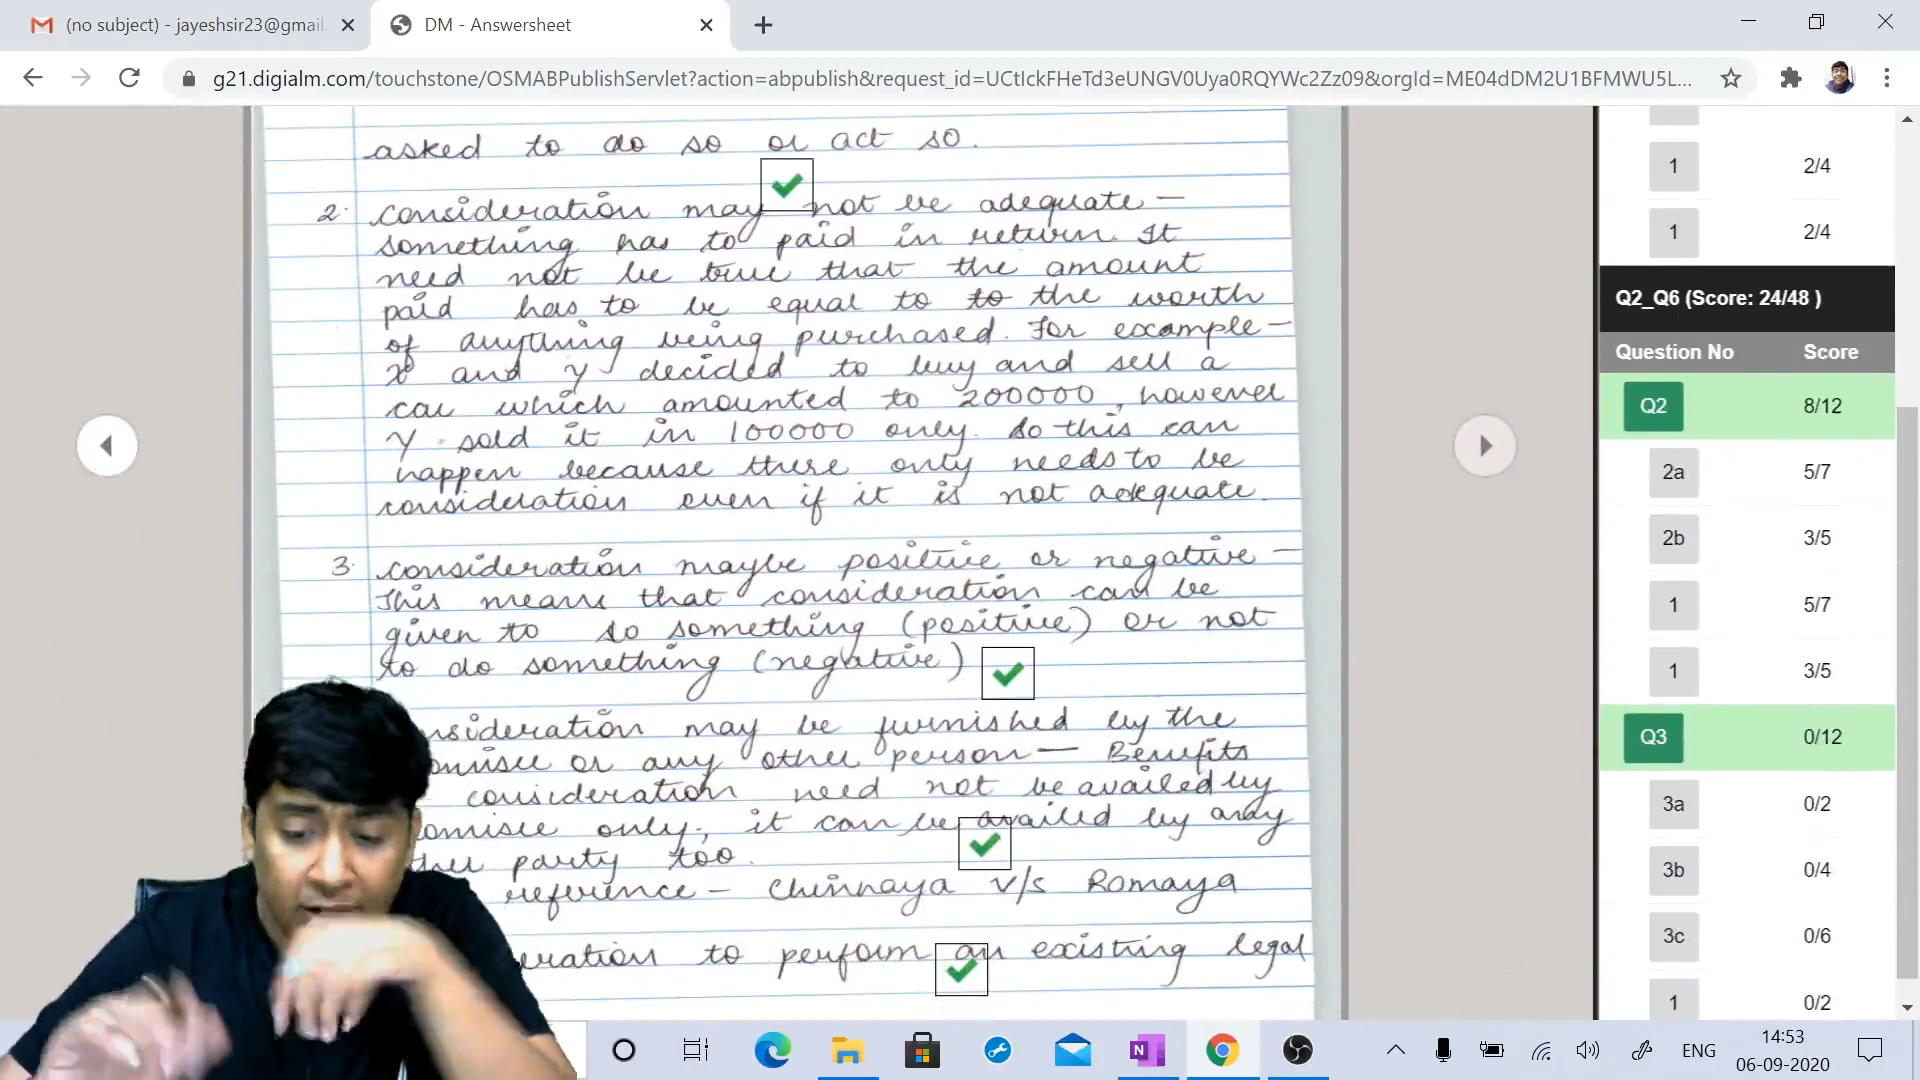 (no subject) - jayeshsir23@gmail.
DM - Answersheet
g21.digialm.com/touchstone/OSMABPublishServlet?action=abpublish&request_id=UCtIckFHeTd3eUNGV0Uya0RQYWc2Zz09&orgId=ME04dDM2U1BFMWU5L...
asked to do so or act so.
2. consideration may not be adequate -
something has to paid in return. It
need not be true that the amount
paid has to be equal to to the worth
of anything being purchased. For example -
X and Y decided to buy and sell a
car which amounted to 200000, however
Y sold it in 100000 only. So this can
happen because there only needs to be
consideration even if it is not adequate.
3. consideration maybe positive or negative -
This means that consideration can be
given to so something (positive) or not
to do something (negative)
nsideration may be furnished by the
omisee or any other person - Benefits
consideration need not be availed by
omisee only, it can be availed by any
ther party too.
reference - Chinnaya v/s Romaya
eration to perform an existing legal
1 2/4
1 2/4
Q2_Q6 (Score: 24/48 )
Question No Score
Q2 8/12
2a 5/7
2b 3/5
1 5/7
1 3/5
Q3 0/12
3a 0/2
3b 0/4
3c 0/6
1 0/2
ENG
14:53
06-09-2020